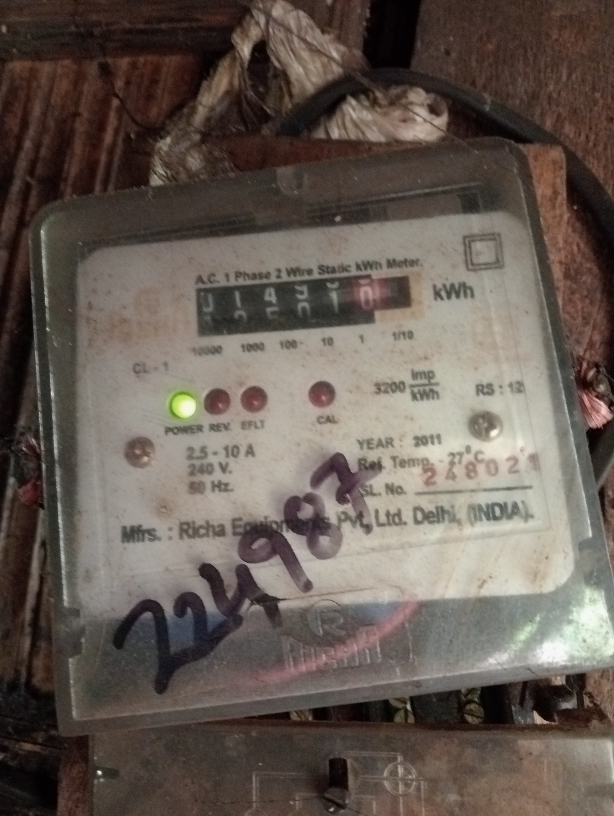 A.C. 1 Phase 2 Wire Static kWh Meter.
kWh
10000 1000 100 10 1 1/10
CL - 1
3200 imp/kWh
RS : 12
POWER REV. EFLT CAL
2.5 - 10 A
240 V.
50 Hz.
YEAR : 2011
Ref. Temp. - 27°C
SL. No. 248021
Mfrs. : Richa Equipments Pvt. Ltd. Delhi, (INDIA).
224987
R